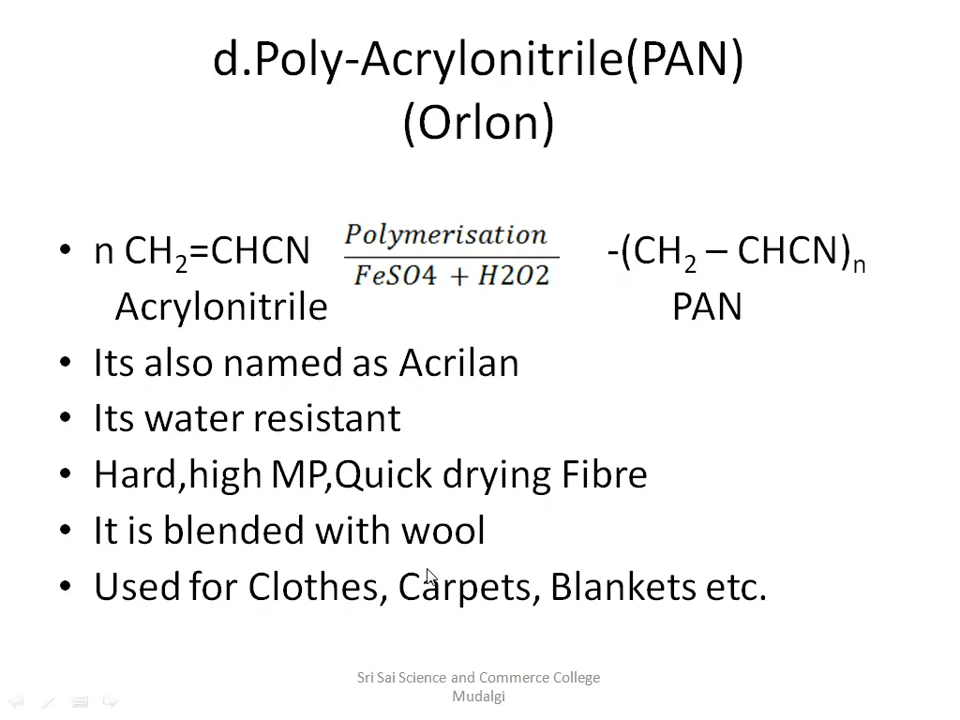 d.Poly-Acrylonitrile(PAN)
(Orlon)
• n CH₂=CHCN Polymerisation / FeSO4 + H2O2 -(CH₂ – CHCN)ₙ
Acrylonitrile PAN
• Its also named as Acrilan
• Its water resistant
• Hard,high MP,Quick drying Fibre
• It is blended with wool
• Used for Clothes, Carpets, Blankets etc.
Sri Sai Science and Commerce College
Mudalgi